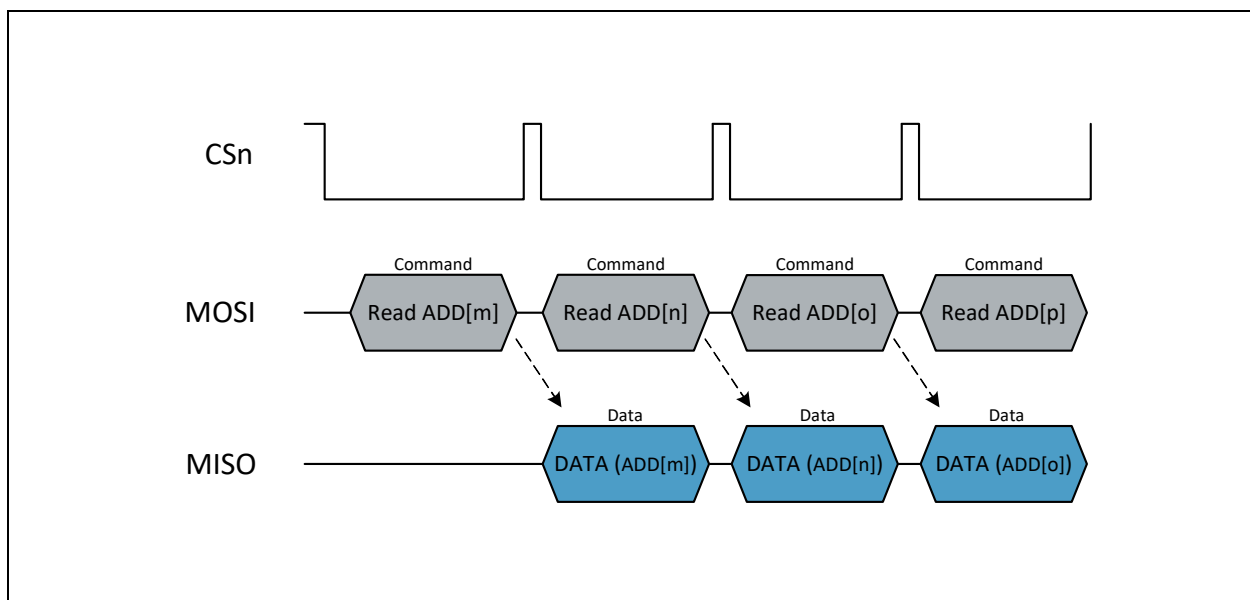 CSn
Command
Command
Command
Command
MOSI
Read ADD[m]
Read ADD[n]
Read ADD[o]
Read ADD[p]
Data
Data
Data
MISO
DATA (ADD[m])
DATA (ADD[n])
DATA (ADD[o])